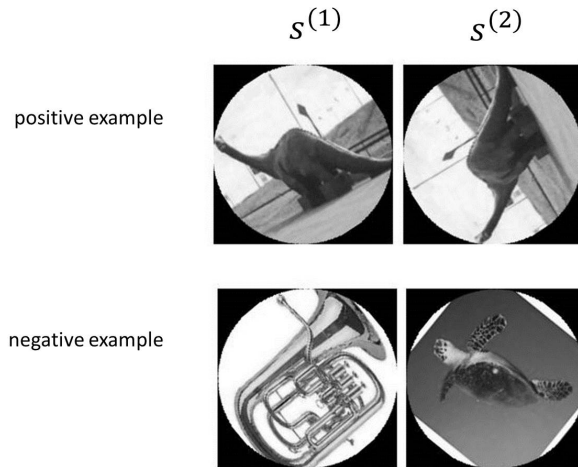 s⁽¹⁾ s⁽²⁾
positive example
negative example